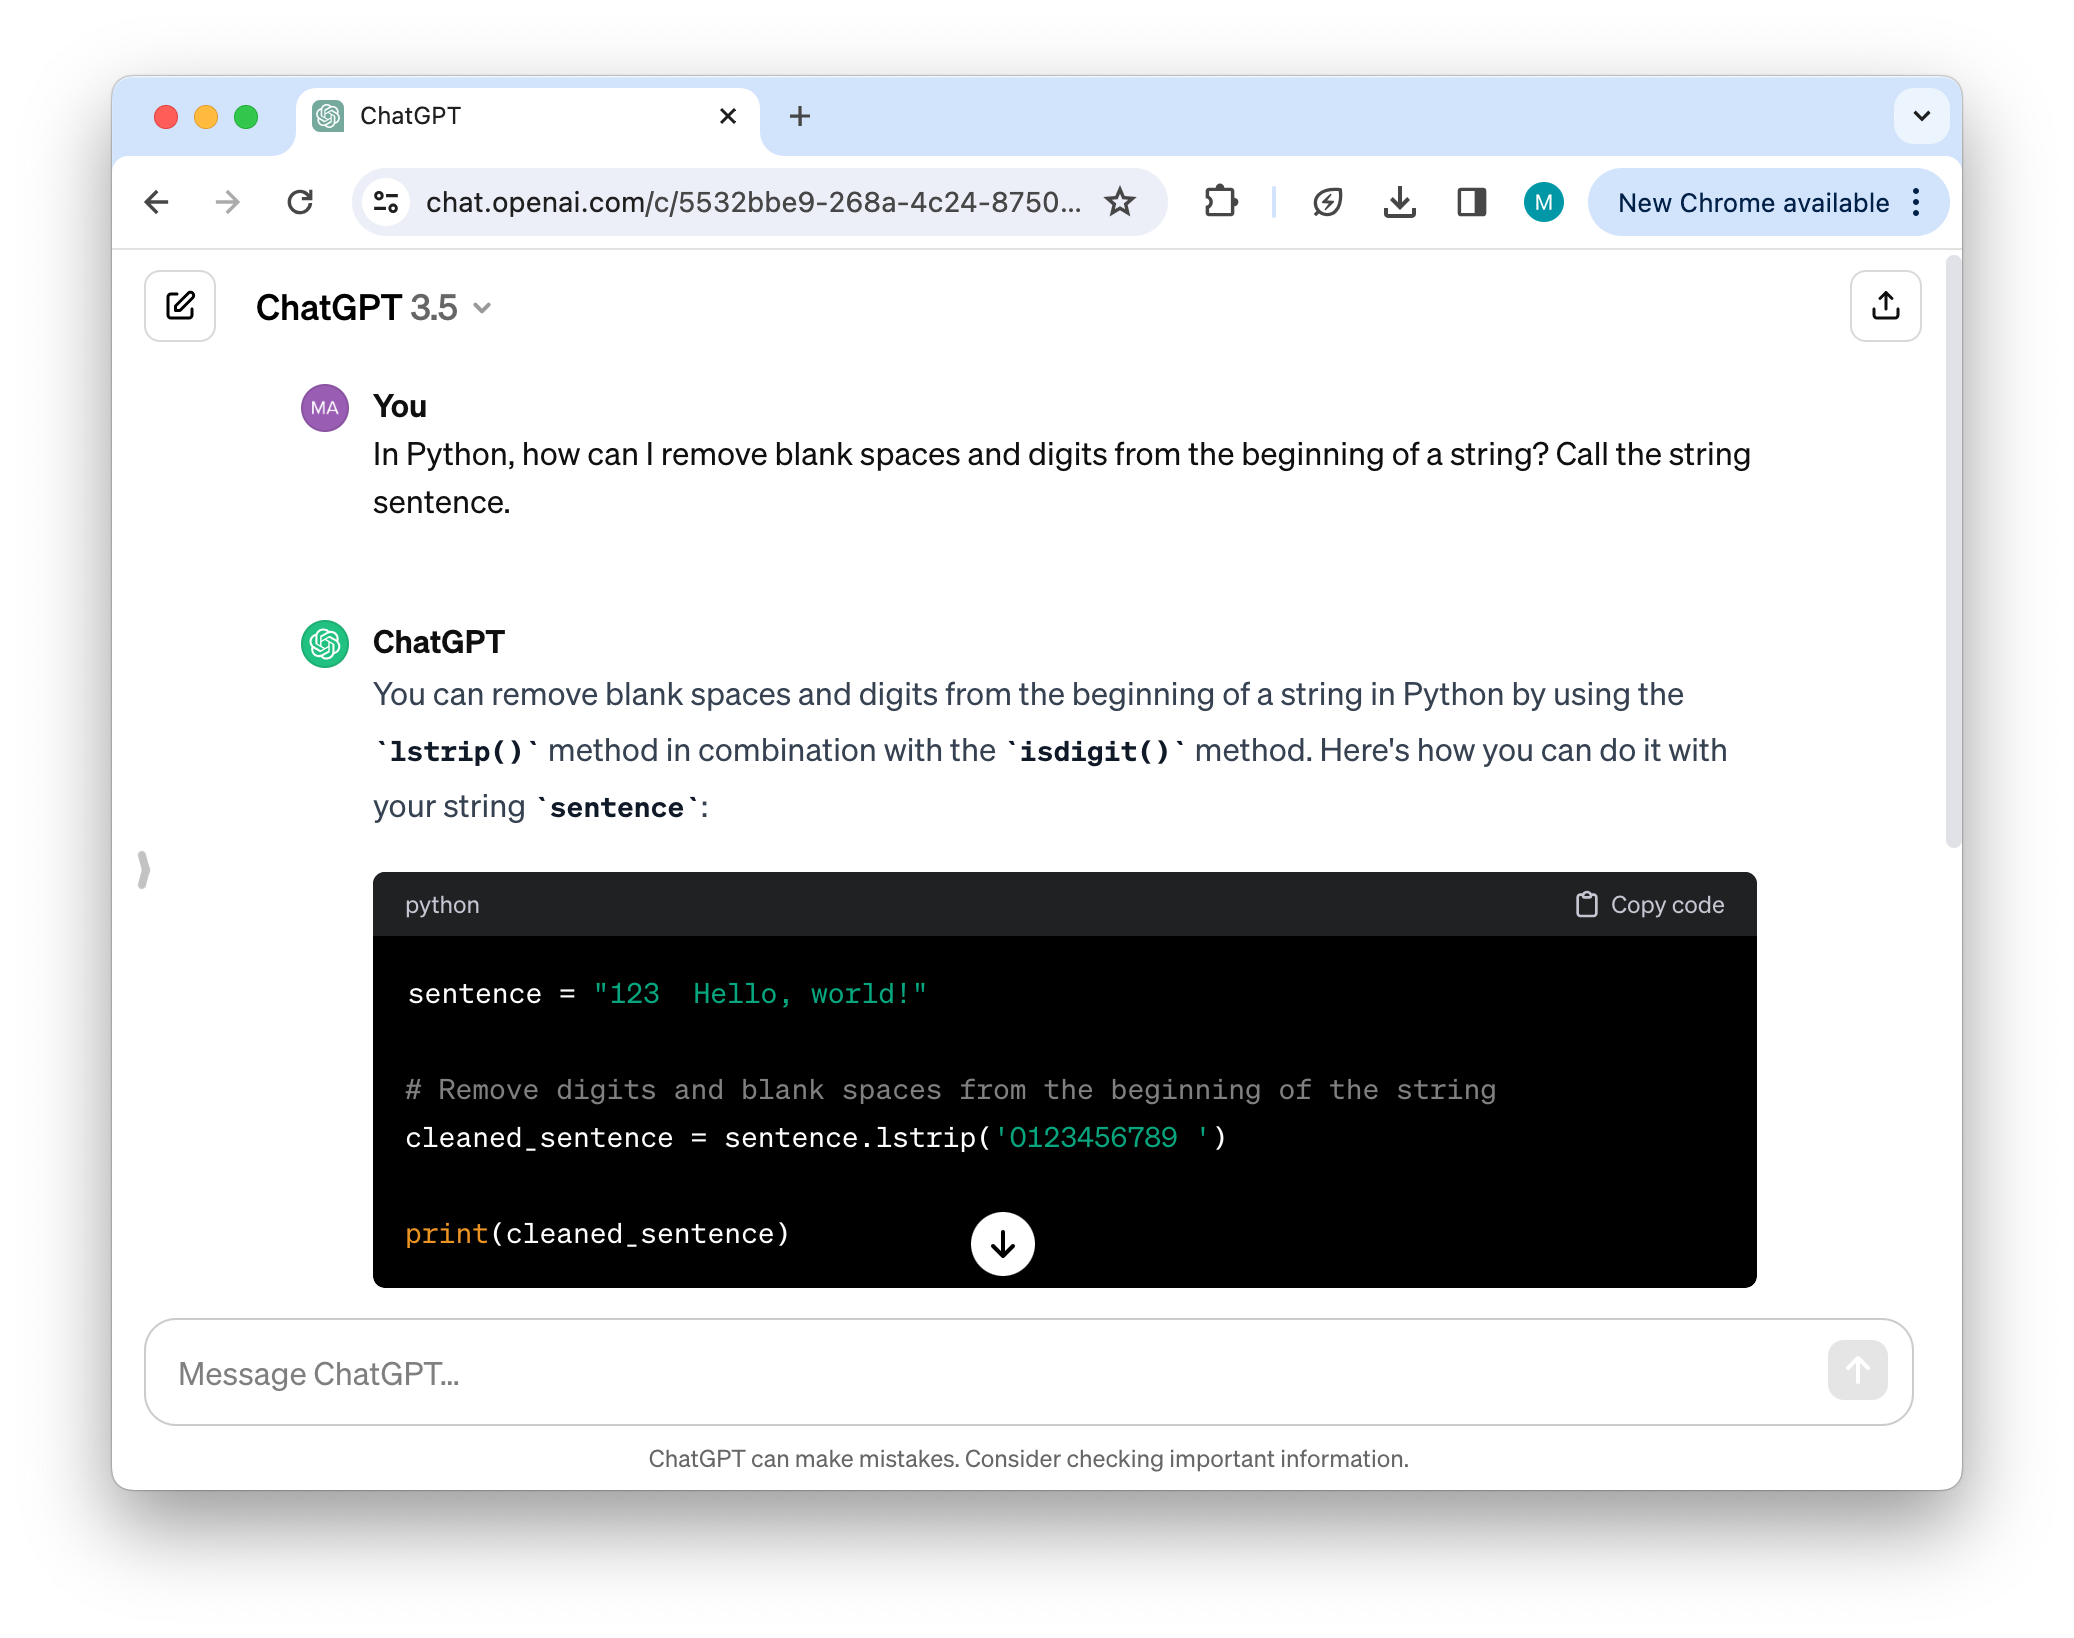 ChatGPT
chat.openai.com/c/5532bbe9-268a-4c24-8750...
M
New Chrome available
ChatGPT 3.5
MA
You
In Python, how can I remove blank spaces and digits from the beginning of a string? Call the string
sentence.
ChatGPT
You can remove blank spaces and digits from the beginning of a string in Python by using the
`lstrip()` method in combination with the `isdigit()` method. Here's how you can do it with
your string `sentence`:
python
Copy code
sentence = "123  Hello, world!"
# Remove digits and blank spaces from the beginning of the string
cleaned_sentence = sentence.lstrip('0123456789 ')
print(cleaned_sentence)
Message ChatGPT...
ChatGPT can make mistakes. Consider checking important information.